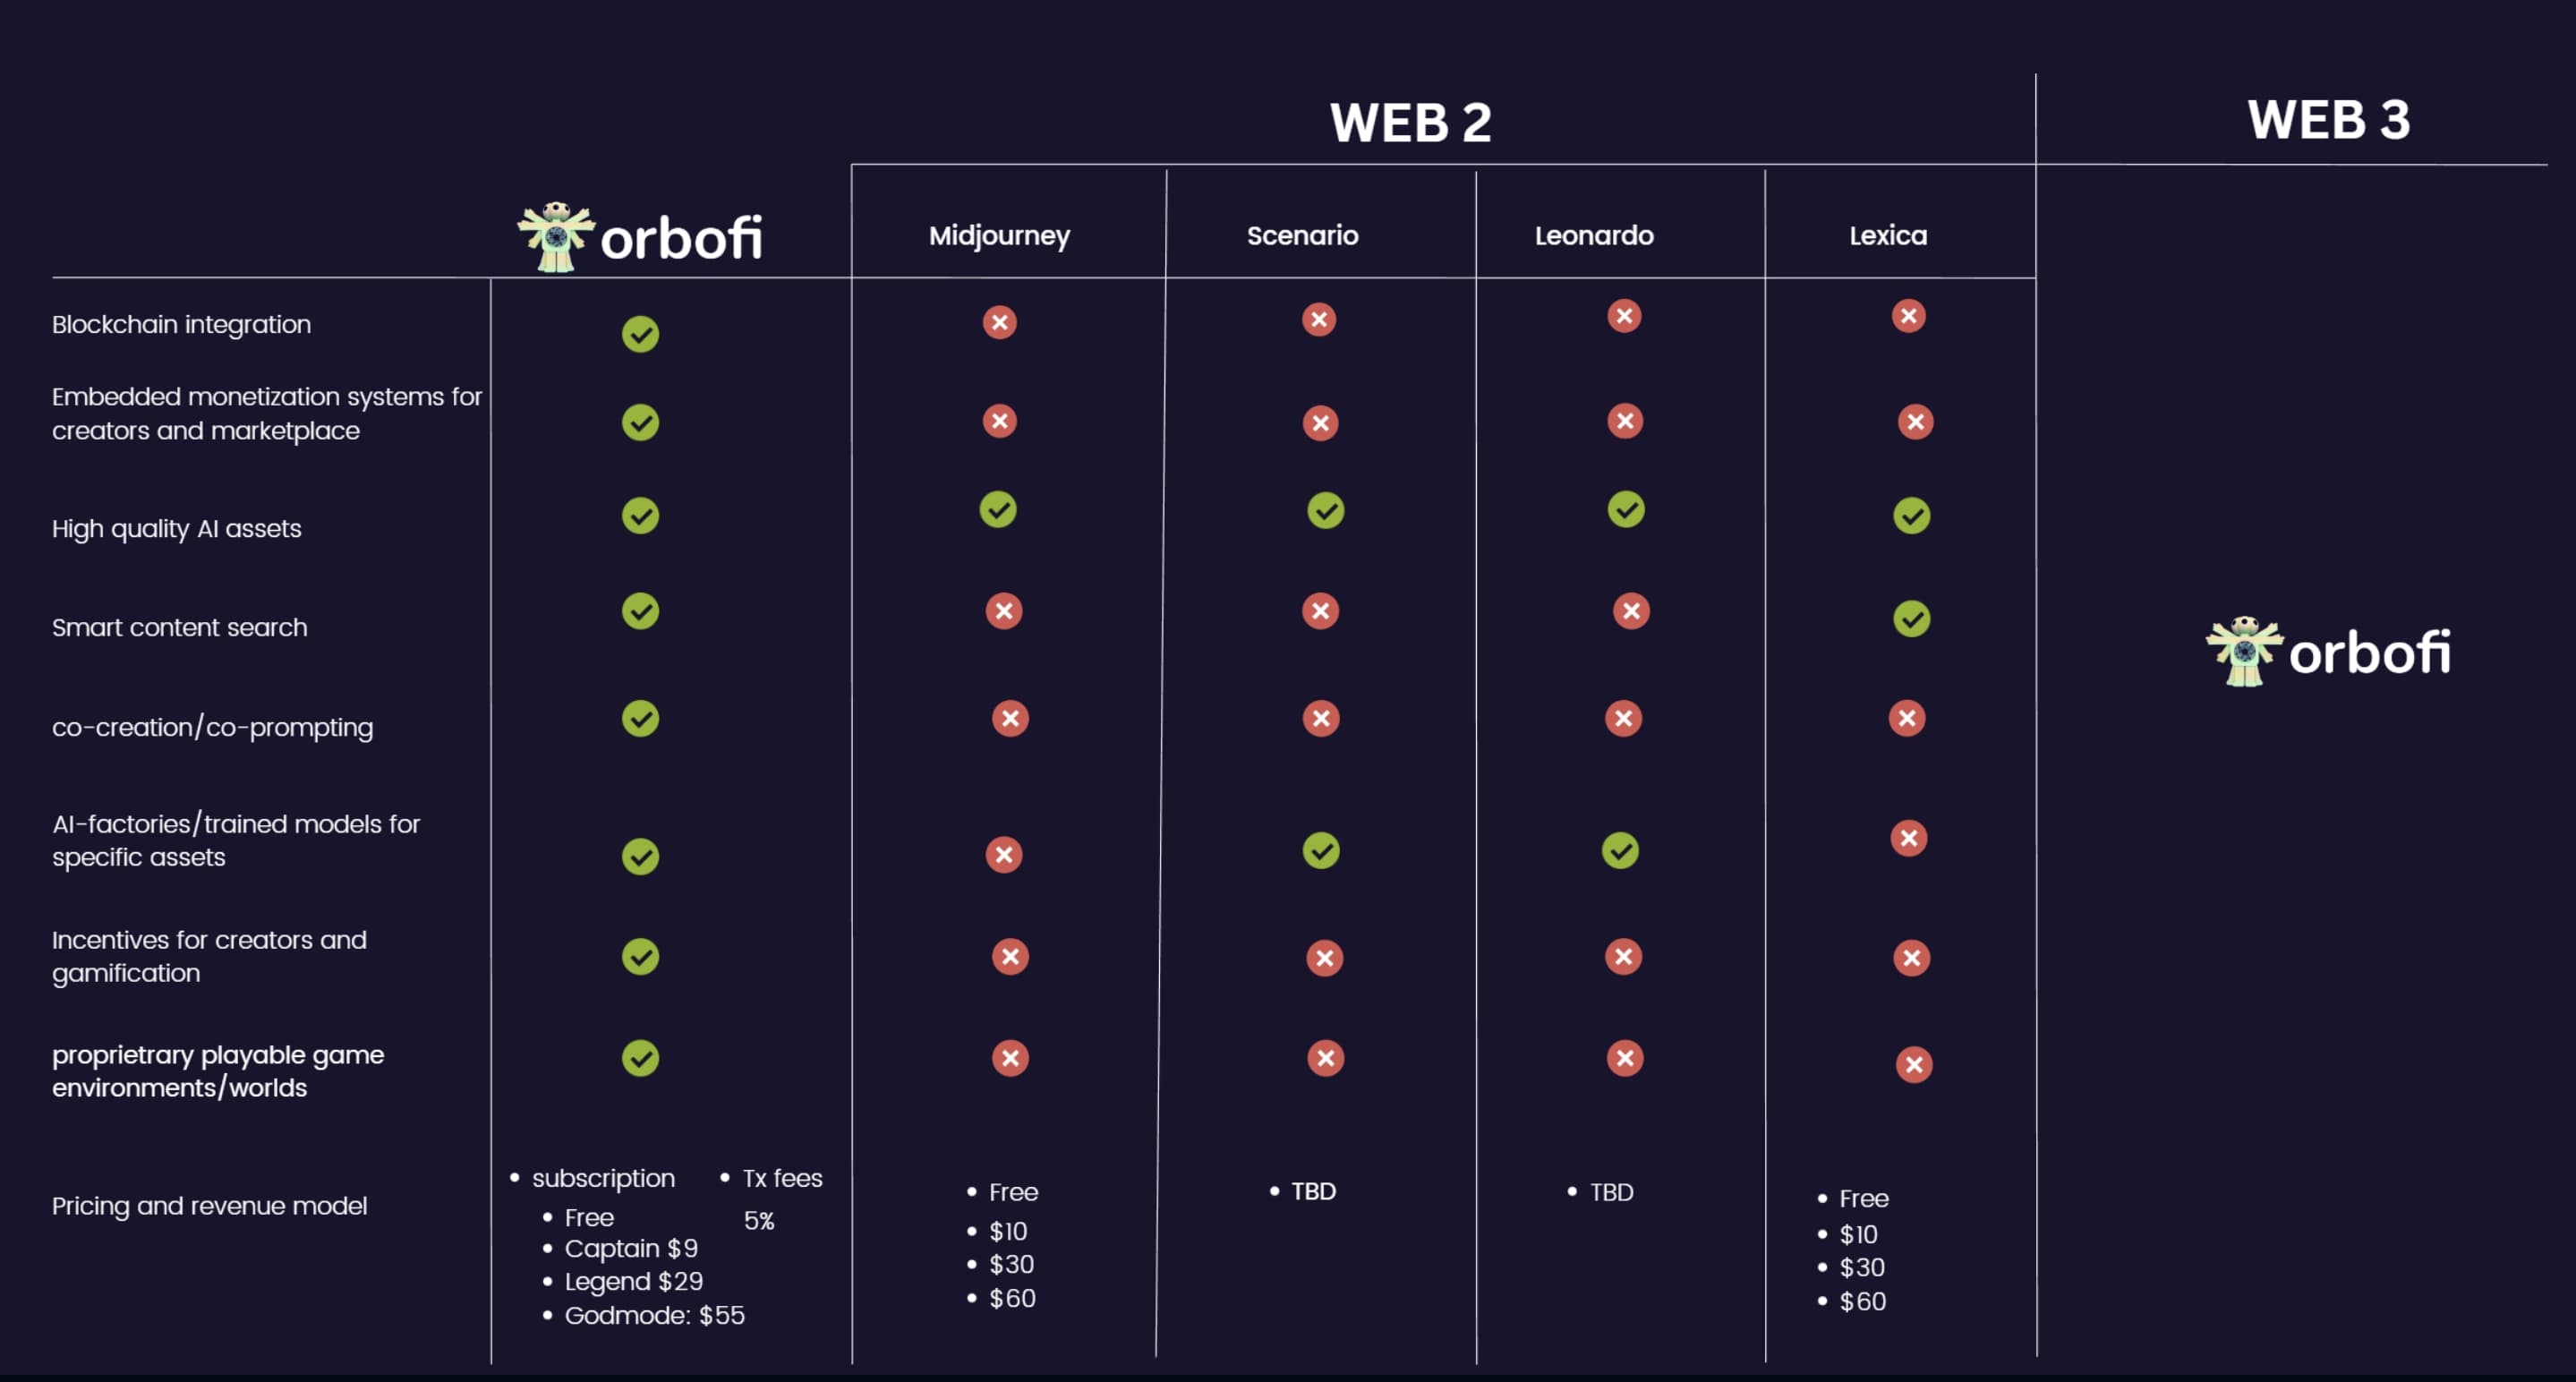 WEB 2
WEB 3
orbofi
Midjourney
Scenario
Leonardo
Lexica
Blockchain integration
Embedded monetization systems for
creators and marketplace
High quality AI assets
Smart content search
orbofi
co-creation/co-prompting
AI-factories/trained models for
specific assets
Incentives for creators and
gamification
proprietrary playable game
environments/worlds
Pricing and revenue model
• subscription
• Free
• Captain $9
• Legend $29
• Godmode: $55
• Tx fees
5%
• Free
• $10
• $30
• $60
• TBD
• TBD
• Free
• $10
• $30
• $60